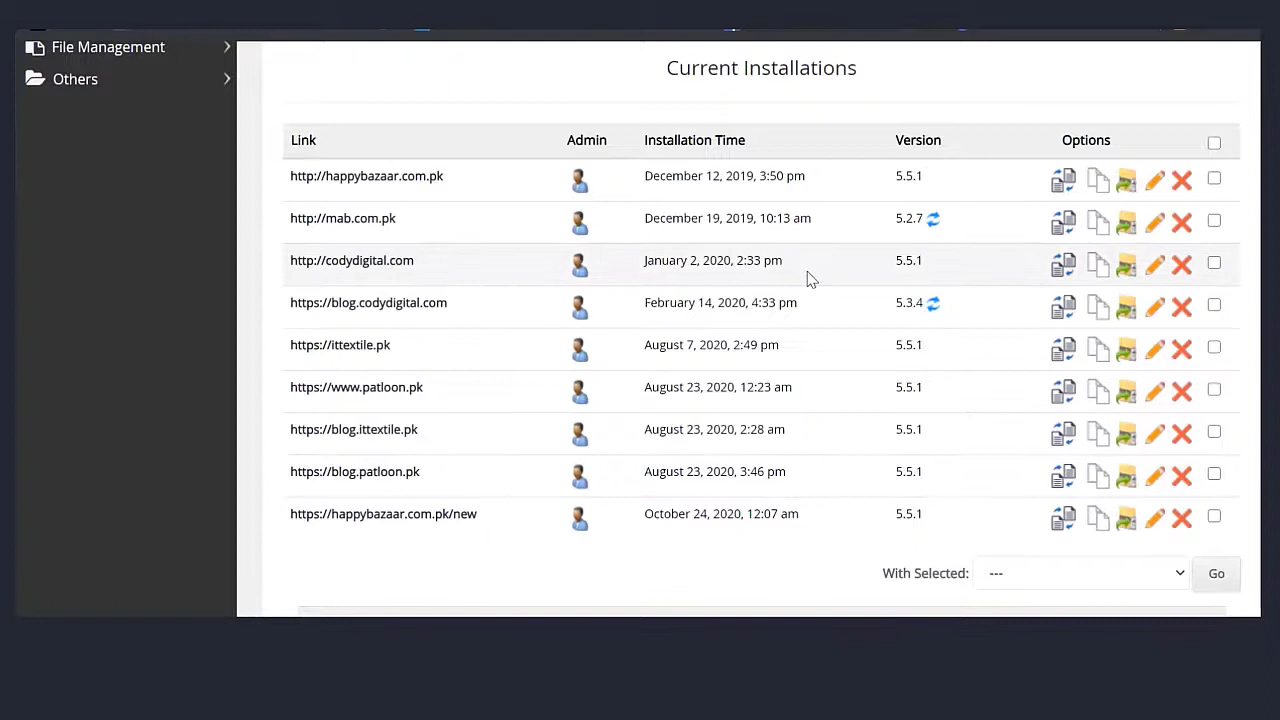 File Management
Others
Current Installations
Link Admin Installation Time Version Options
http://happybazaar.com.pk December 12, 2019, 3:50 pm 5.5.1
http://mab.com.pk December 19, 2019, 10:13 am 5.2.7
http://codydigital.com January 2, 2020, 2:33 pm 5.5.1
https://blog.codydigital.com February 14, 2020, 4:33 pm 5.3.4
https://ittextile.pk August 7, 2020, 2:49 pm 5.5.1
https://www.patloon.pk August 23, 2020, 12:23 am 5.5.1
https://blog.ittextile.pk August 23, 2020, 2:28 am 5.5.1
https://blog.patloon.pk August 23, 2020, 3:46 pm 5.5.1
https://happybazaar.com.pk/new October 24, 2020, 12:07 am 5.5.1
With Selected: --- Go